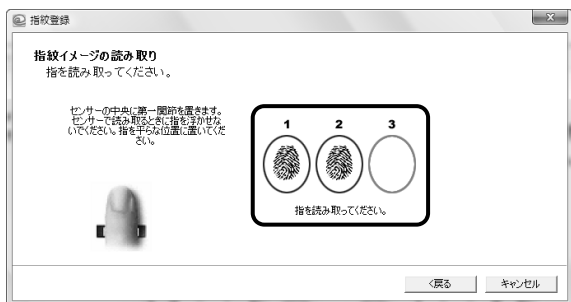 指紋登録
指紋イメージの読み取り
指を読み取ってください。
センサーの中央に第一関節を置きます。
センサーで読み取るときに指を浮かせな
いでください。指を平らな位置に置いてくだ
さい。
1 2 3
指を読み取ってください。
<戻る キャンセル